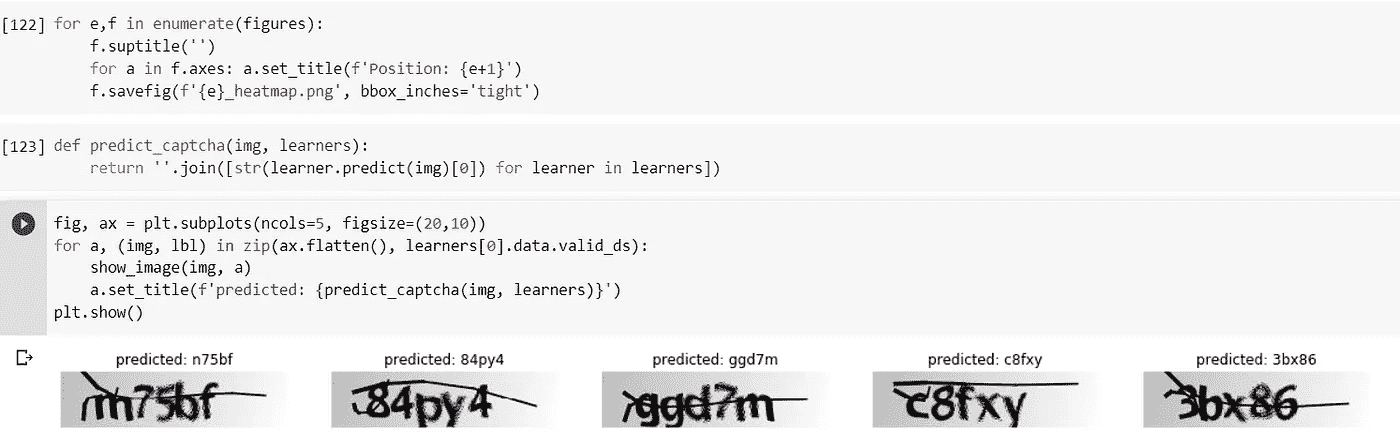 [122] for e,f in enumerate(figures):
f.suptitle('')
for a in f.axes: a.set_title(f'Position: {e+1}')
f.savefig(f'{e}_heatmap.png', bbox_inches='tight')
[123] def predict_captcha(img, learners):
return ''.join([str(learner.predict(img)[0]) for learner in learners])
fig, ax = plt.subplots(ncols=5, figsize=(20,10))
for a, (img, lbl) in zip(ax.flatten(), learners[0].data.valid_ds):
show_image(img, a)
a.set_title(f'predicted: {predict_captcha(img, learners)}')
plt.show()
predicted: n75bf predicted: 84py4 predicted: ggd7m predicted: c8fxy predicted: 3bx86
84py4 ggd7m c8fxy 3bx86